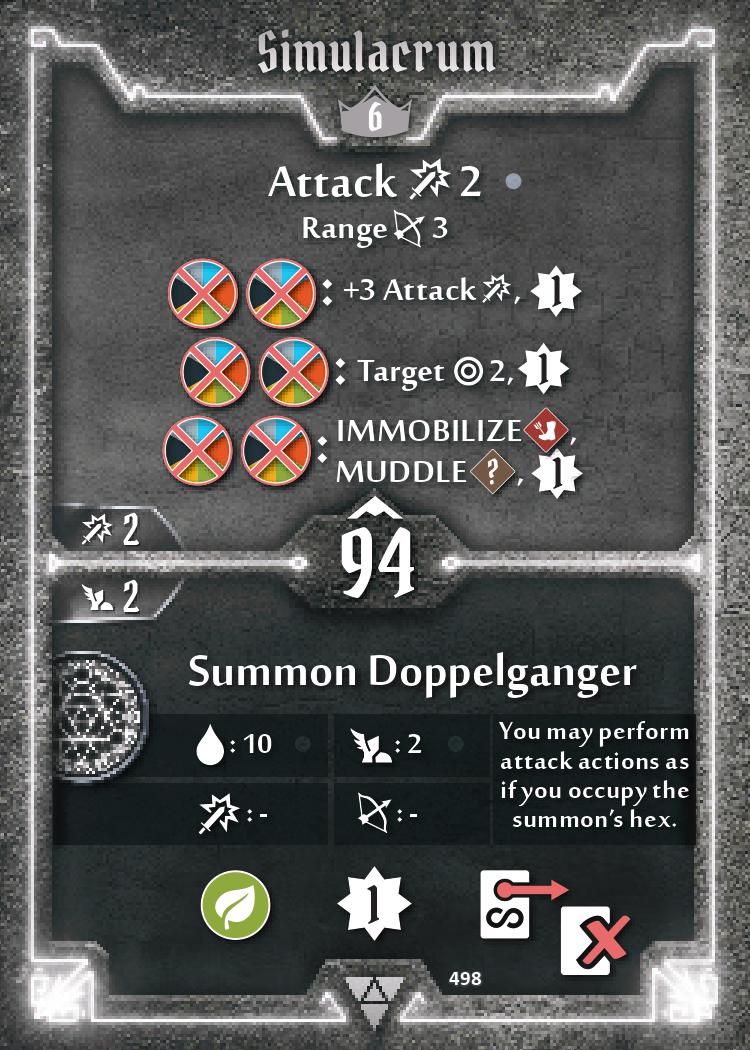 Simulacrum
6
Attack 2
Range 3
: +3 Attack , 1
: Target 2, 1
: IMMOBILIZE ,
MUDDLE ? , 1
2
94
2
Summon Doppelganger
: 10
: 2
: -
: -
You may perform
attack actions as
if you occupy the
summon's hex.
1
498